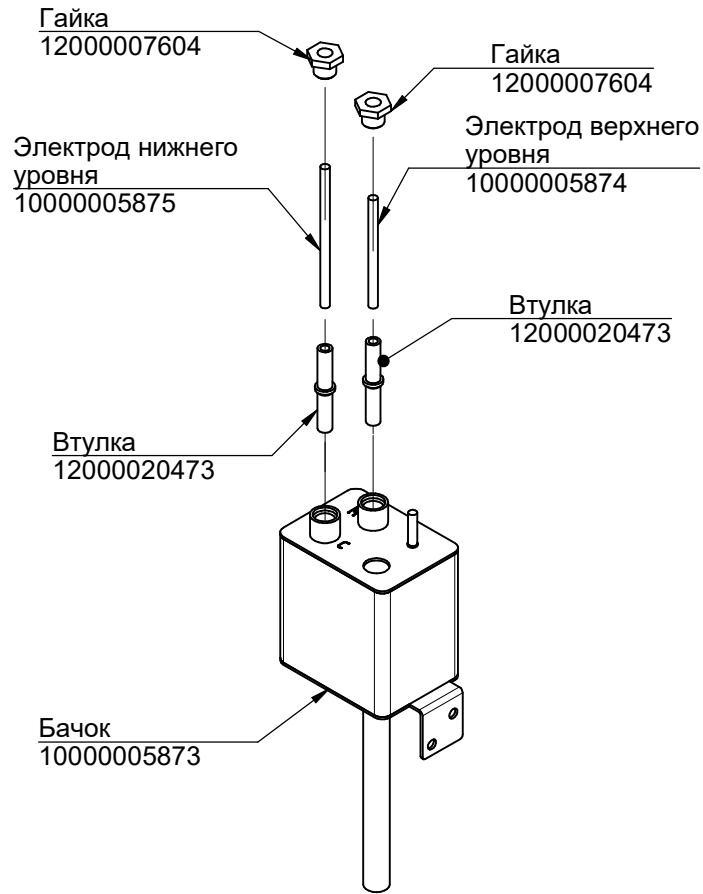 Гайка
12000007604
Гайка
12000007604
Электрод нижнего
уровня
10000005875
Электрод верхнего
уровня
10000005874
Втулка
12000020473
Втулка
12000020473
С
Бачок
10000005873